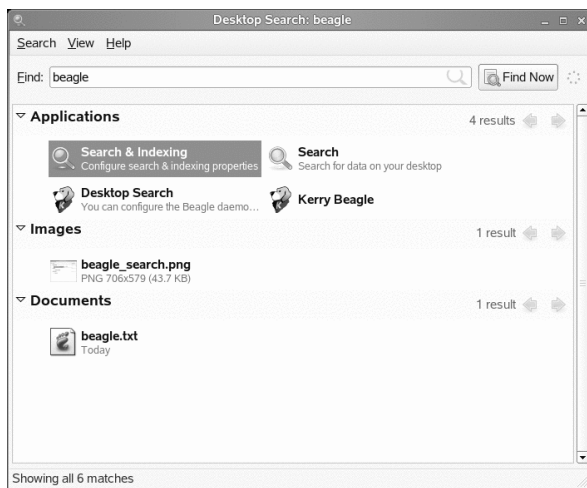 Desktop Search: beagle
Search View Help
Find: beagle Find Now
Applications 4 results
Search & Indexing
Configure search & indexing properties
Search
Search for data on your desktop
Desktop Search
You can configure the Beagle daemo...
Kerry Beagle
Images 1 result
beagle_search.png
PNG 706x579 (43.7 KB)
Documents 1 result
beagle.txt
Today
Showing all 6 matches